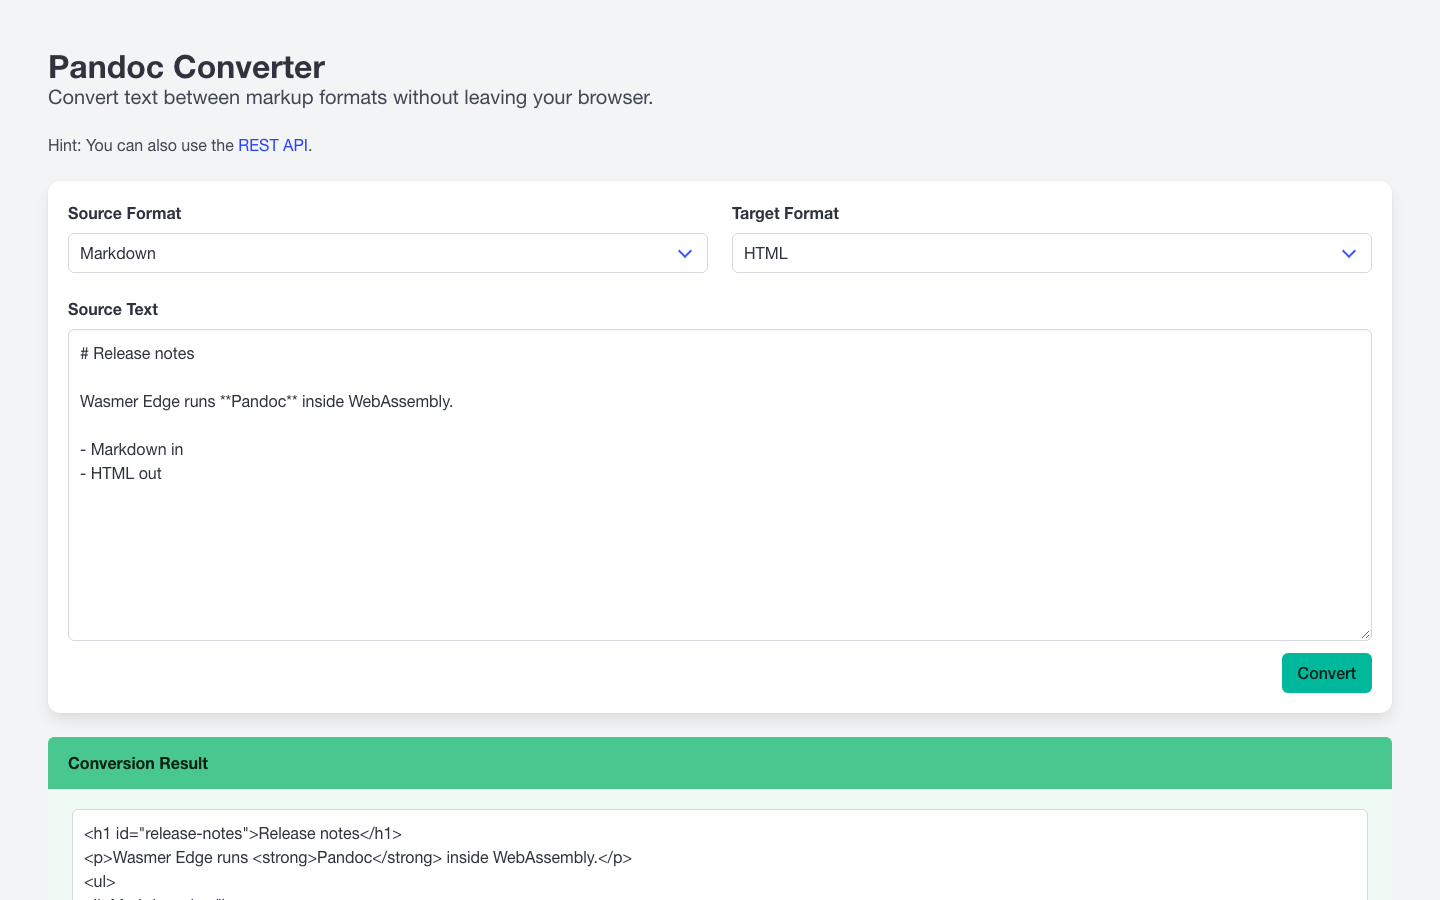 Pandoc Converter
Convert text between markup formats without leaving your browser.
Hint: You can also use the REST API.
Source Format
Target Format
Markdown
HTML
Source Text
# Release notes
Wasmer Edge runs **Pandoc** inside WebAssembly.
- Markdown in
- HTML out
Convert
Conversion Result
<h1 id="release-notes">Release notes</h1>
<p>Wasmer Edge runs <strong>Pandoc</strong> inside WebAssembly.</p>
<ul>